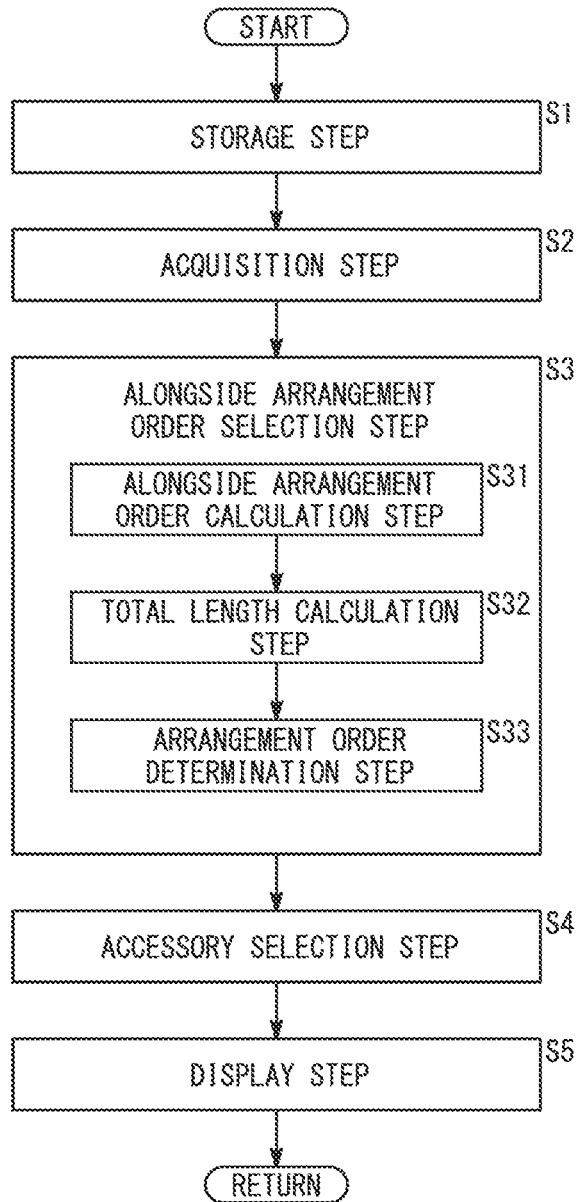 START
S1
STORAGE STEP
S2
ACQUISITION STEP
S3
ALONGSIDE ARRANGEMENT
ORDER SELECTION STEP
S31
ALONGSIDE ARRANGEMENT
ORDER CALCULATION STEP
S32
TOTAL LENGTH CALCULATION
STEP
S33
ARRANGEMENT ORDER
DETERMINATION STEP
S4
ACCESSORY SELECTION STEP
S5
DISPLAY STEP
RETURN